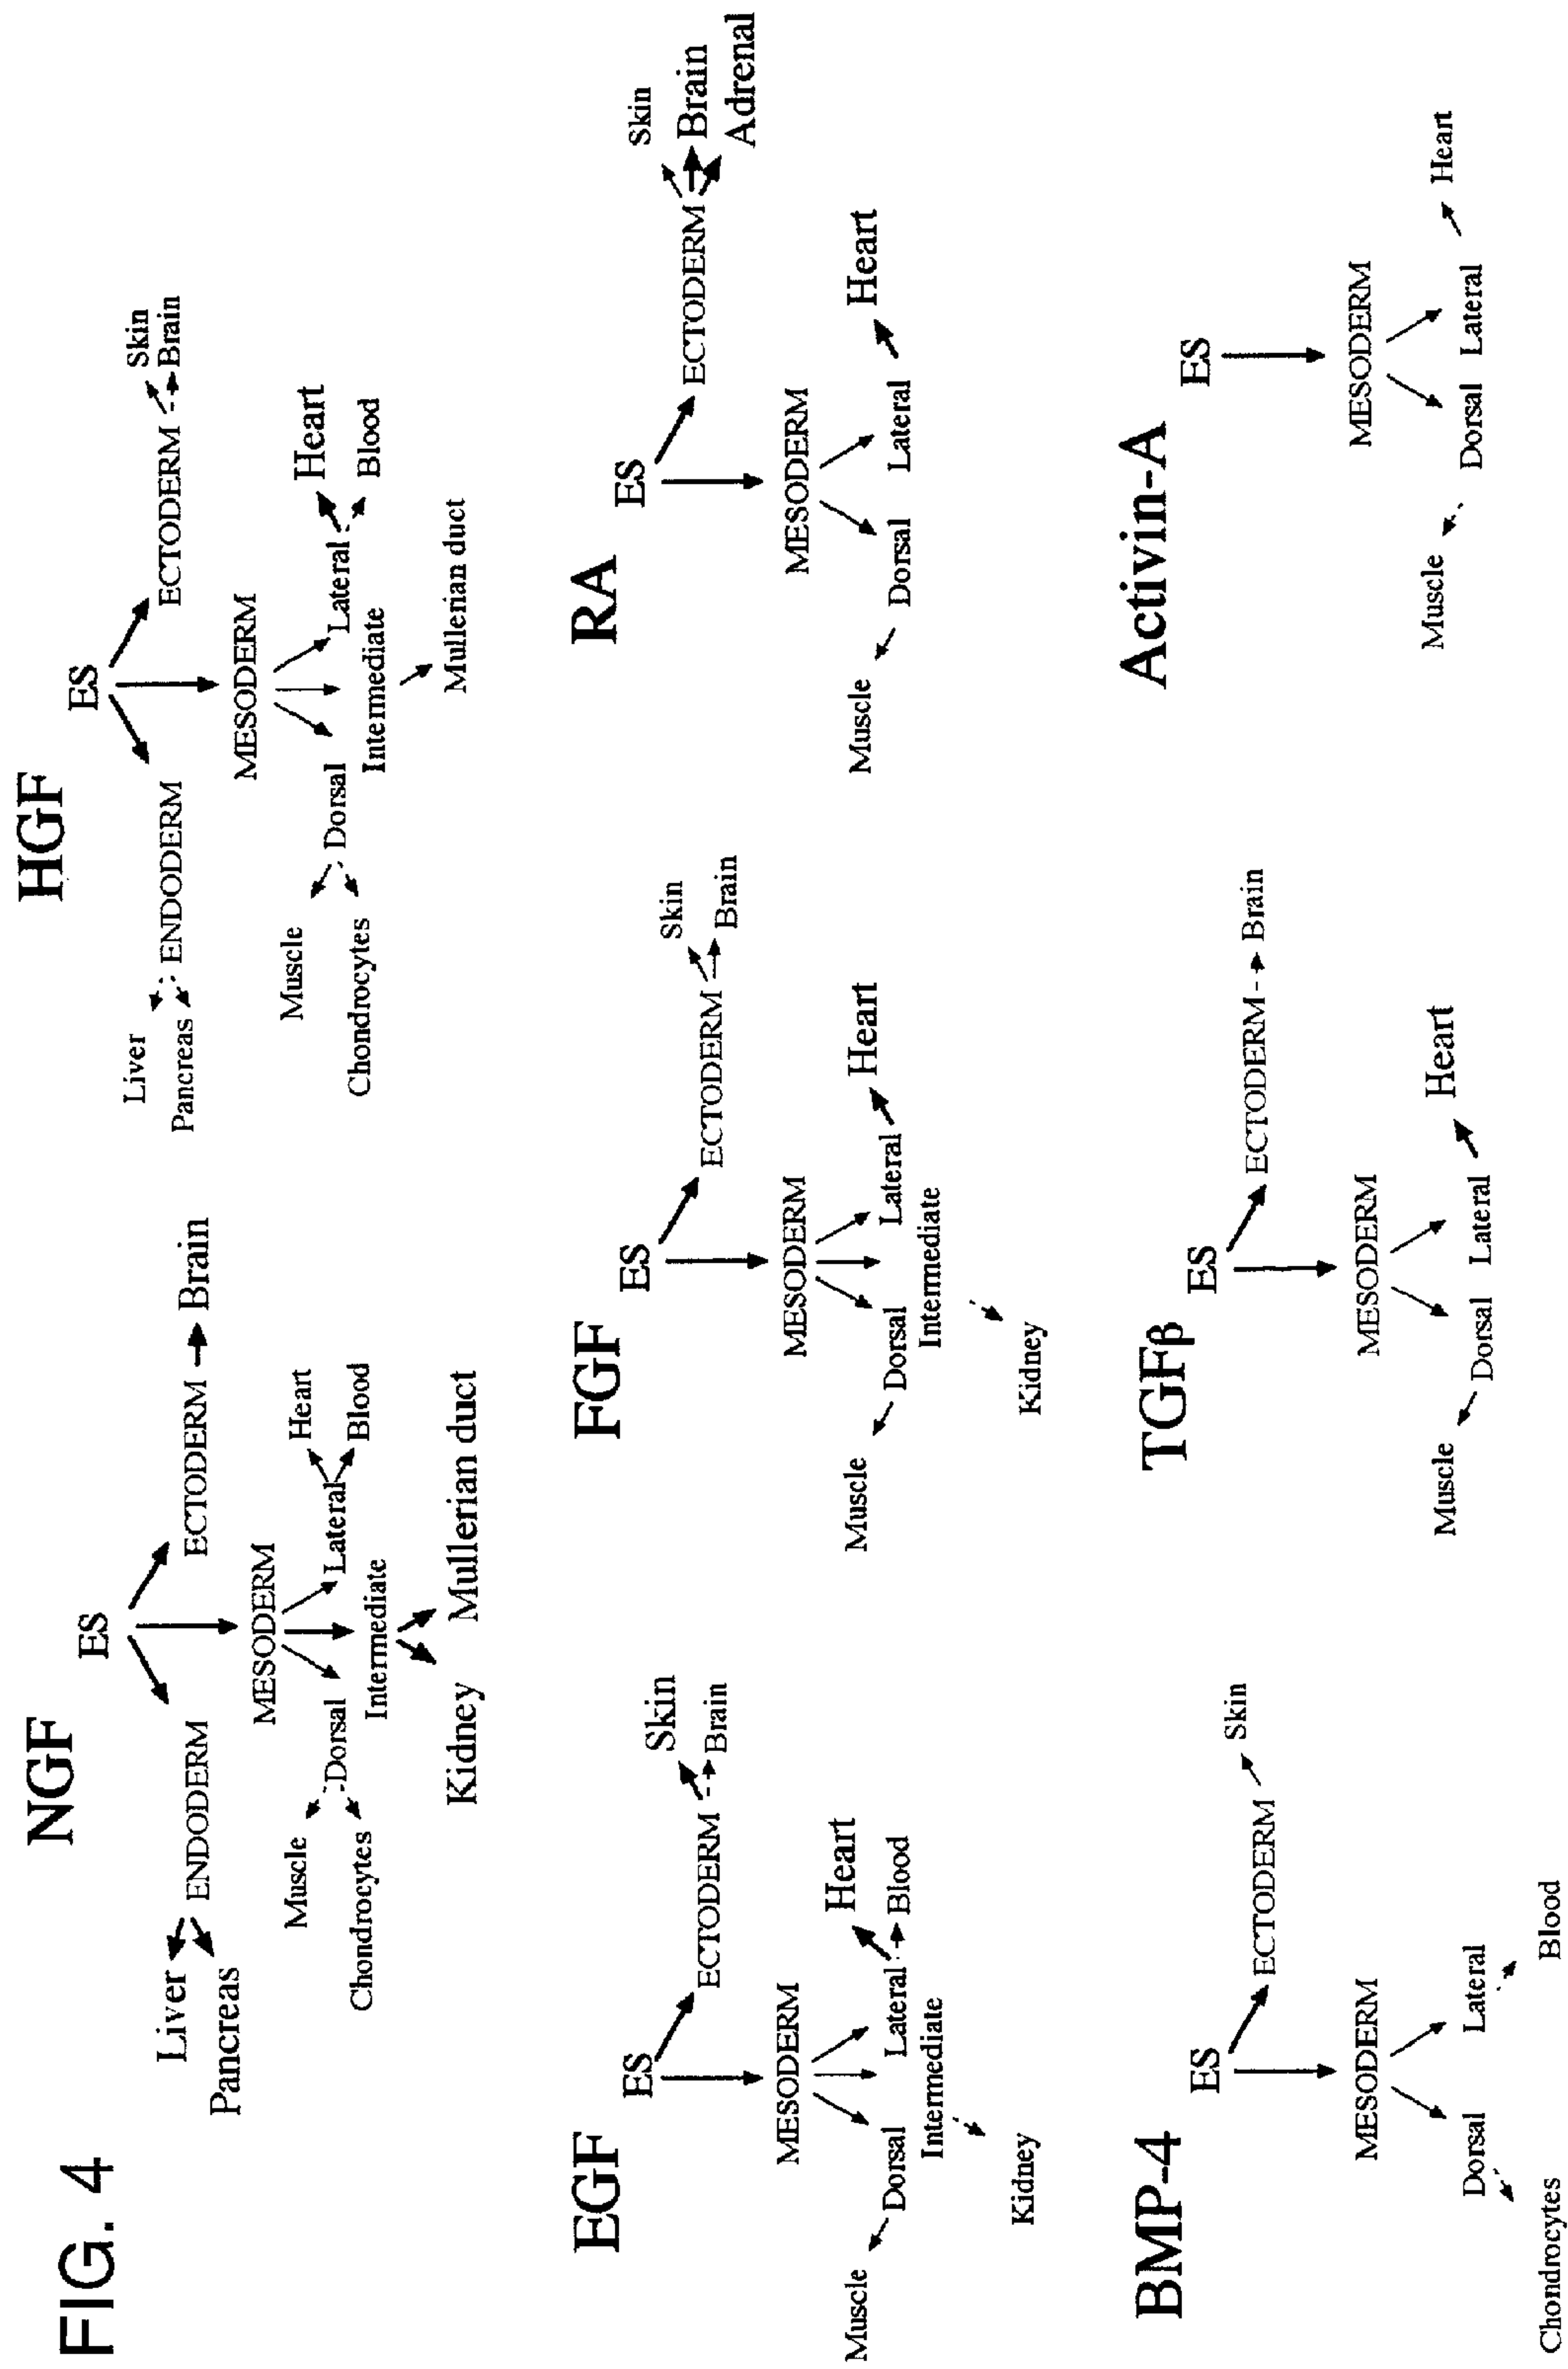 FIG. 4
NGF
ES
ENDODERM
ECTODERM
Brain
Liver
Pancreas
MESODERM
Muscle
Dorsal
Lateral
Heart
Chondrocytes
Intermediate
Blood
Kidney
Mullerian duct
HGF
ES
Liver
Pancreas
ENDODERM
ECTODERM
Skin
Brain
MESODERM
Muscle
Dorsal
Lateral
Heart
Chondrocytes
Intermediate
Blood
Mullerian duct
EGF
ES
ECTODERM
Skin
Brain
MESODERM
Muscle
Dorsal
Lateral
Heart
Blood
Intermediate
Kidney
FGF
ES
ECTODERM
Skin
Brain
MESODERM
Muscle
Dorsal
Lateral
Heart
Intermediate
Kidney
RA
ES
ECTODERM
Skin
Brain
Adrenal
MESODERM
Muscle
Dorsal
Lateral
Heart
BMP-4
ES
ECTODERM
Skin
MESODERM
Dorsal
Lateral
Chondrocytes
Blood
TGFβ
ES
ECTODERM
Brain
MESODERM
Muscle
Dorsal
Lateral
Heart
Activin-A
ES
MESODERM
Muscle
Dorsal
Lateral
Heart